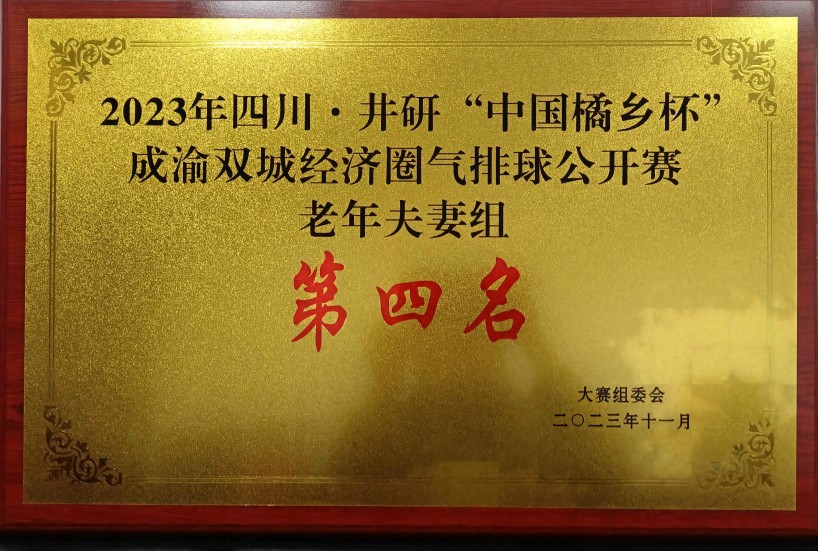 2023年四川·井研“中国橘乡杯”
成渝双城经济圈气排球公开赛
老年夫妻组
第四名
大赛组委会
二〇二三年十一月